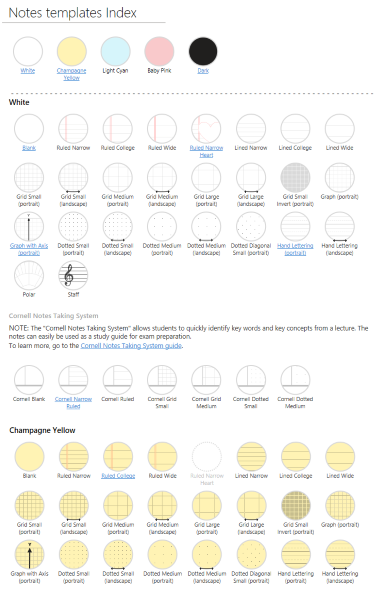 Notes templates Index
White Champagne Light Cyan Baby Pink Dark
Yellow
White
Blank Ruled Narrow Ruled College Ruled Wide Ruled Narrow Lined Narrow Lined College Lined Wide
Heart
Grid Small Grid Small Grid Medium Grid Medium Grid Large Grid Large Grid Small Graph (portrait)
(portrait) (landscape) (portrait) (landscape) (portrait) (landscape) Invert (portrait)
Graph with Axis Dotted Small Dotted Small Dotted Medium Dotted Medium Dotted Diagonal Hand Lettering Hand Lettering
(portrait) (portrait) (landscape) (portrait) (landscape) Small (portrait) (portrait) (landscape)
Polar Staff
Cornell Notes Taking System
NOTE: The "Cornell Notes Taking System" allows students to quickly identify key words and key concepts from a lecture. The
notes can easily be used as a study guide for exam preparation.
To learn more, go to the Cornell Notes Taking System guide.
Cornell Blank Cornell Narrow Cornell Ruled Cornell Grid Cornell Grid Cornell Dotted Cornell Dotted
Ruled Small Medium Small Medium
Champagne Yellow
Blank Ruled Narrow Ruled College Ruled Wide Ruled Narrow Lined Narrow Lined College Lined Wide
Heart
Grid Small Grid Small Grid Medium Grid Medium Grid Large Grid Large Grid Small Graph (portrait)
(portrait) (landscape) (portrait) (landscape) (portrait) (landscape) Invert (portrait)
Graph with Axis Dotted Small Dotted Small Dotted Medium Dotted Medium Dotted Diagonal Hand Lettering Hand Lettering
(portrait) (portrait) (landscape) (portrait) (landscape) Small (portrait) (portrait) (landscape)